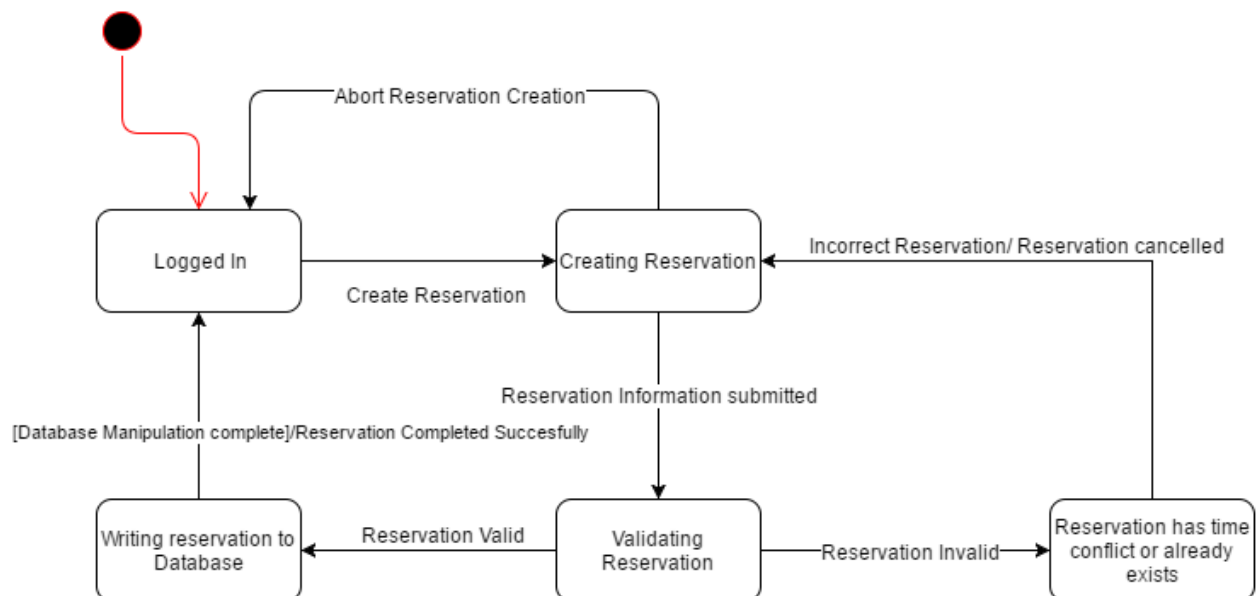 Abort Reservation Creation
Logged In
Creating Reservation
Incorrect Reservation/ Reservation cancelled
Create Reservation
Reservation Information submitted
[Database Manipulation complete]/Reservation Completed Succesfully
Writing reservation to
Database
Reservation Valid
Validating
Reservation
Reservation Invalid
Reservation has time
conflict or already
exists